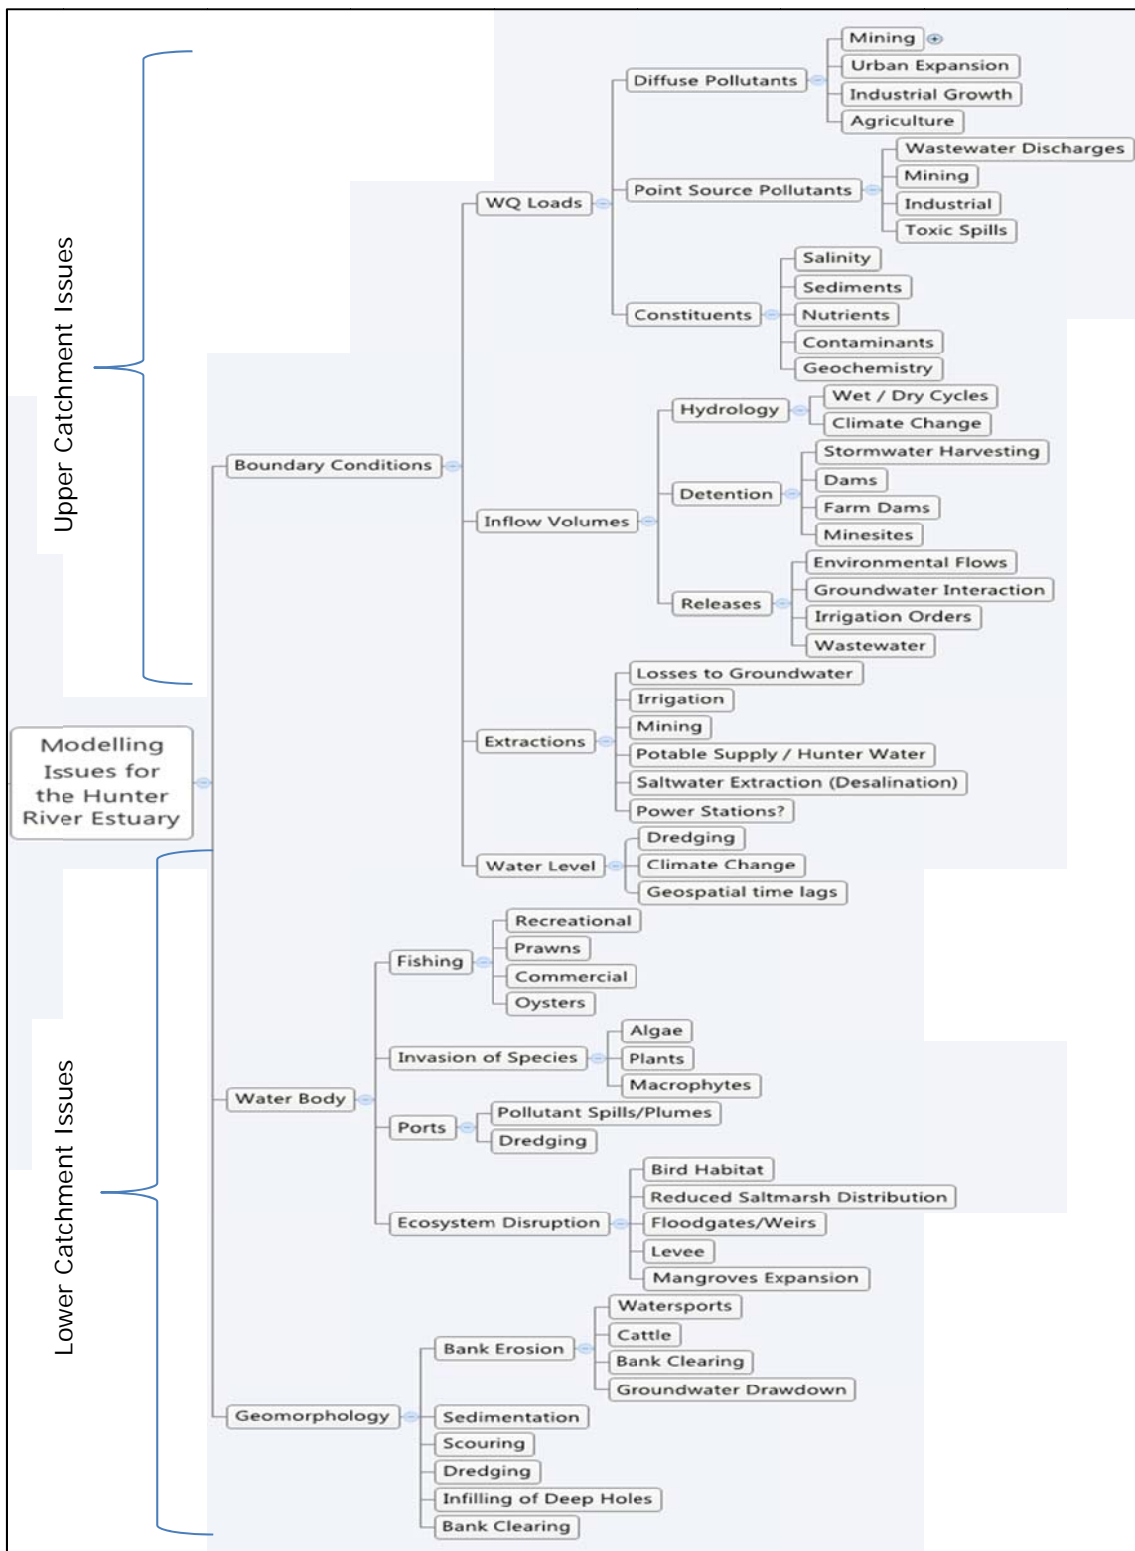 Upper Catchment Issues
Lower Catchment Issues
Modelling
Issues for
the Hunter
River Estuary
Boundary Conditions
WQ Loads
Diffuse Pollutants
Mining
Urban Expansion
Industrial Growth
Agriculture
Point Source Pollutants
Wastewater Discharges
Mining
Industrial
Toxic Spills
Constituents
Salinity
Sediments
Nutrients
Contaminants
Geochemistry
Inflow Volumes
Hydrology
Wet / Dry Cycles
Climate Change
Detention
Stormwater Harvesting
Dams
Farm Dams
Minesites
Releases
Environmental Flows
Groundwater Interaction
Irrigation Orders
Wastewater
Extractions
Losses to Groundwater
Irrigation
Mining
Potable Supply / Hunter Water
Saltwater Extraction (Desalination)
Power Stations?
Water Level
Dredging
Climate Change
Geospatial time lags
Water Body
Fishing
Recreational
Prawns
Commercial
Oysters
Invasion of Species
Algae
Plants
Macrophytes
Ports
Pollutant Spills/Plumes
Dredging
Ecosystem Disruption
Bird Habitat
Reduced Saltmarsh Distribution
Floodgates/Weirs
Levee
Mangroves Expansion
Geomorphology
Bank Erosion
Watersports
Cattle
Bank Clearing
Groundwater Drawdown
Sedimentation
Scouring
Dredging
Infilling of Deep Holes
Bank Clearing